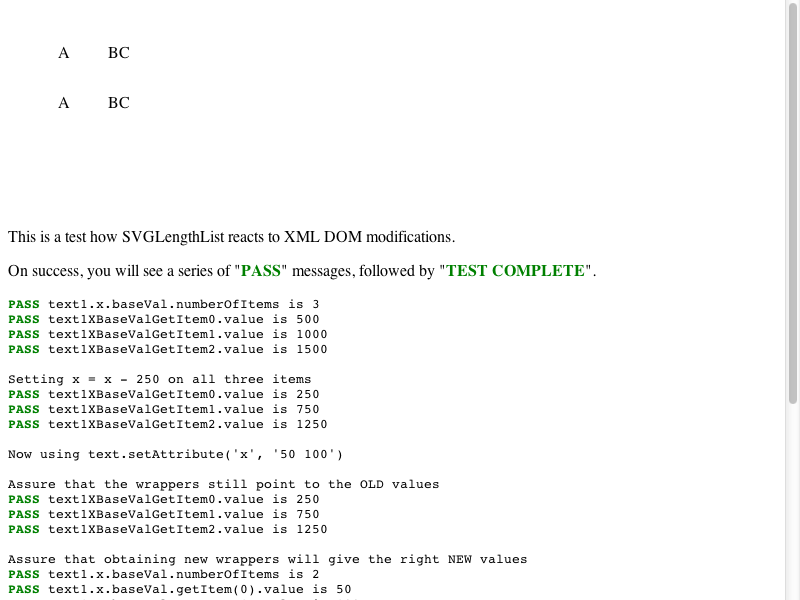 A BC
A BC
This is a test how SVGLengthList reacts to XML DOM modifications.
On success, you will see a series of "PASS" messages, followed by "TEST COMPLETE".
PASS text1.x.baseVal.numberOfItems is 3
PASS text1XBaseValGetItem0.value is 500
PASS text1XBaseValGetItem1.value is 1000
PASS text1XBaseValGetItem2.value is 1500
Setting x = x - 250 on all three items
PASS text1XBaseValGetItem0.value is 250
PASS text1XBaseValGetItem1.value is 750
PASS text1XBaseValGetItem2.value is 1250
Now using text.setAttribute('x', '50 100')
Assure that the wrappers still point to the OLD values
PASS text1XBaseValGetItem0.value is 250
PASS text1XBaseValGetItem1.value is 750
PASS text1XBaseValGetItem2.value is 1250
Assure that obtaining new wrappers will give the right NEW values
PASS text1.x.baseVal.numberOfItems is 2
PASS text1.x.baseVal.getItem(0).value is 50